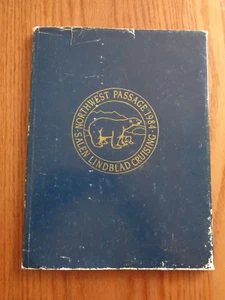 · NORTHWEST PASSAGE 1984 ·
SALEN LINDBLAD CRUISING